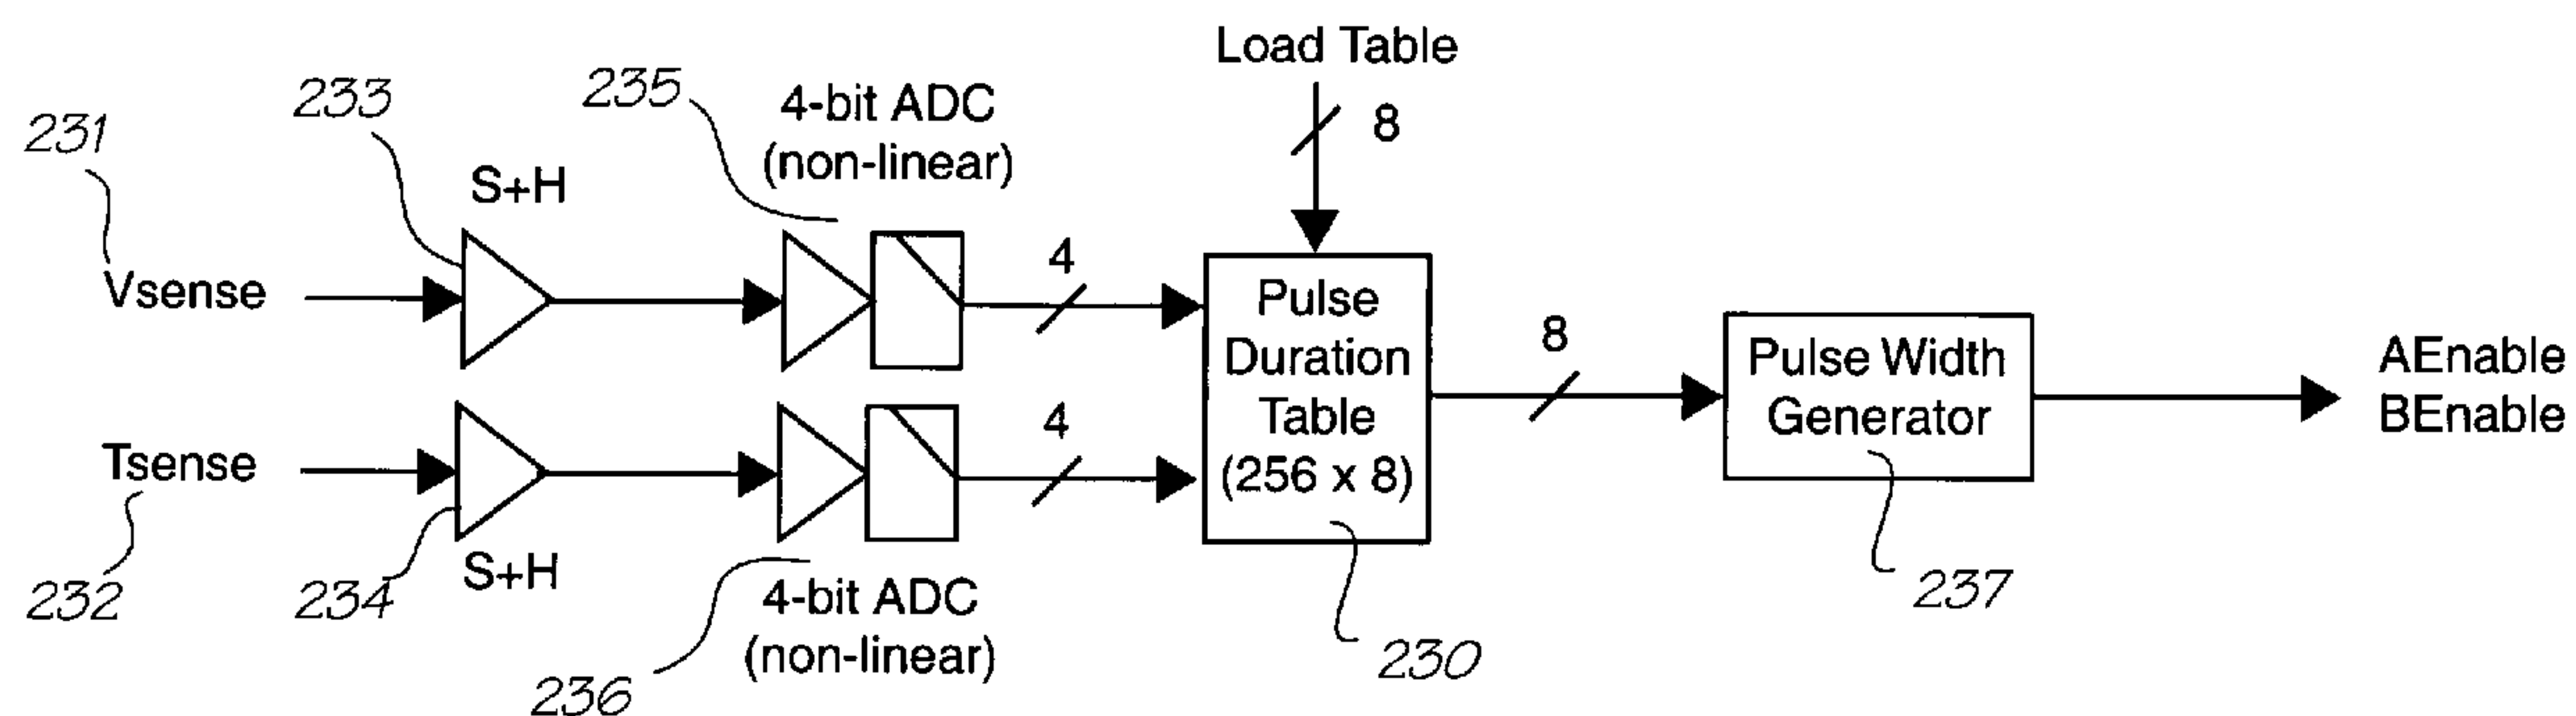 Load Table
8
231
233
235
4-bit ADC
(non-linear)
S+H
Vsense
4
Pulse
Duration
Table
(256 x 8)
8
Pulse Width
Generator
AEnable
BEnable
Tsense
4
232
234
S+H
236
4-bit ADC
(non-linear)
230
237